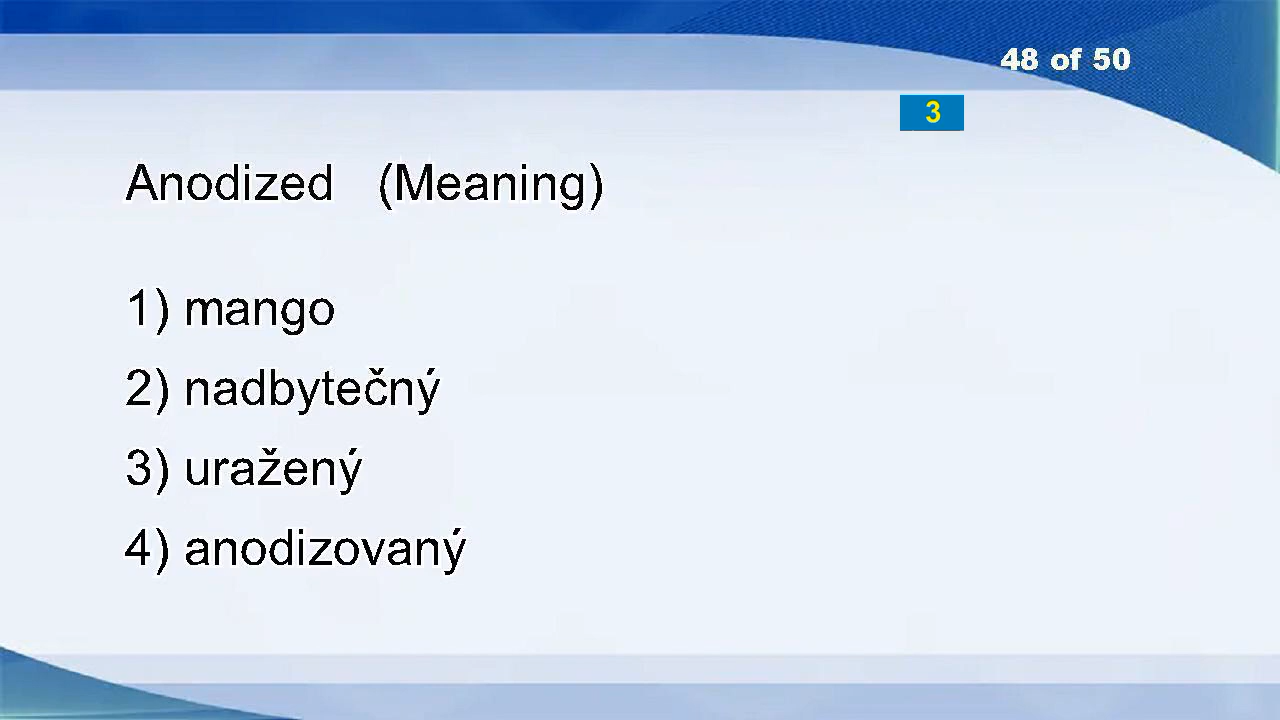 48 of 50
3
Anodized (Meaning)
1) mango
2) nadbytečný
3) uražený
4) anodizovaný